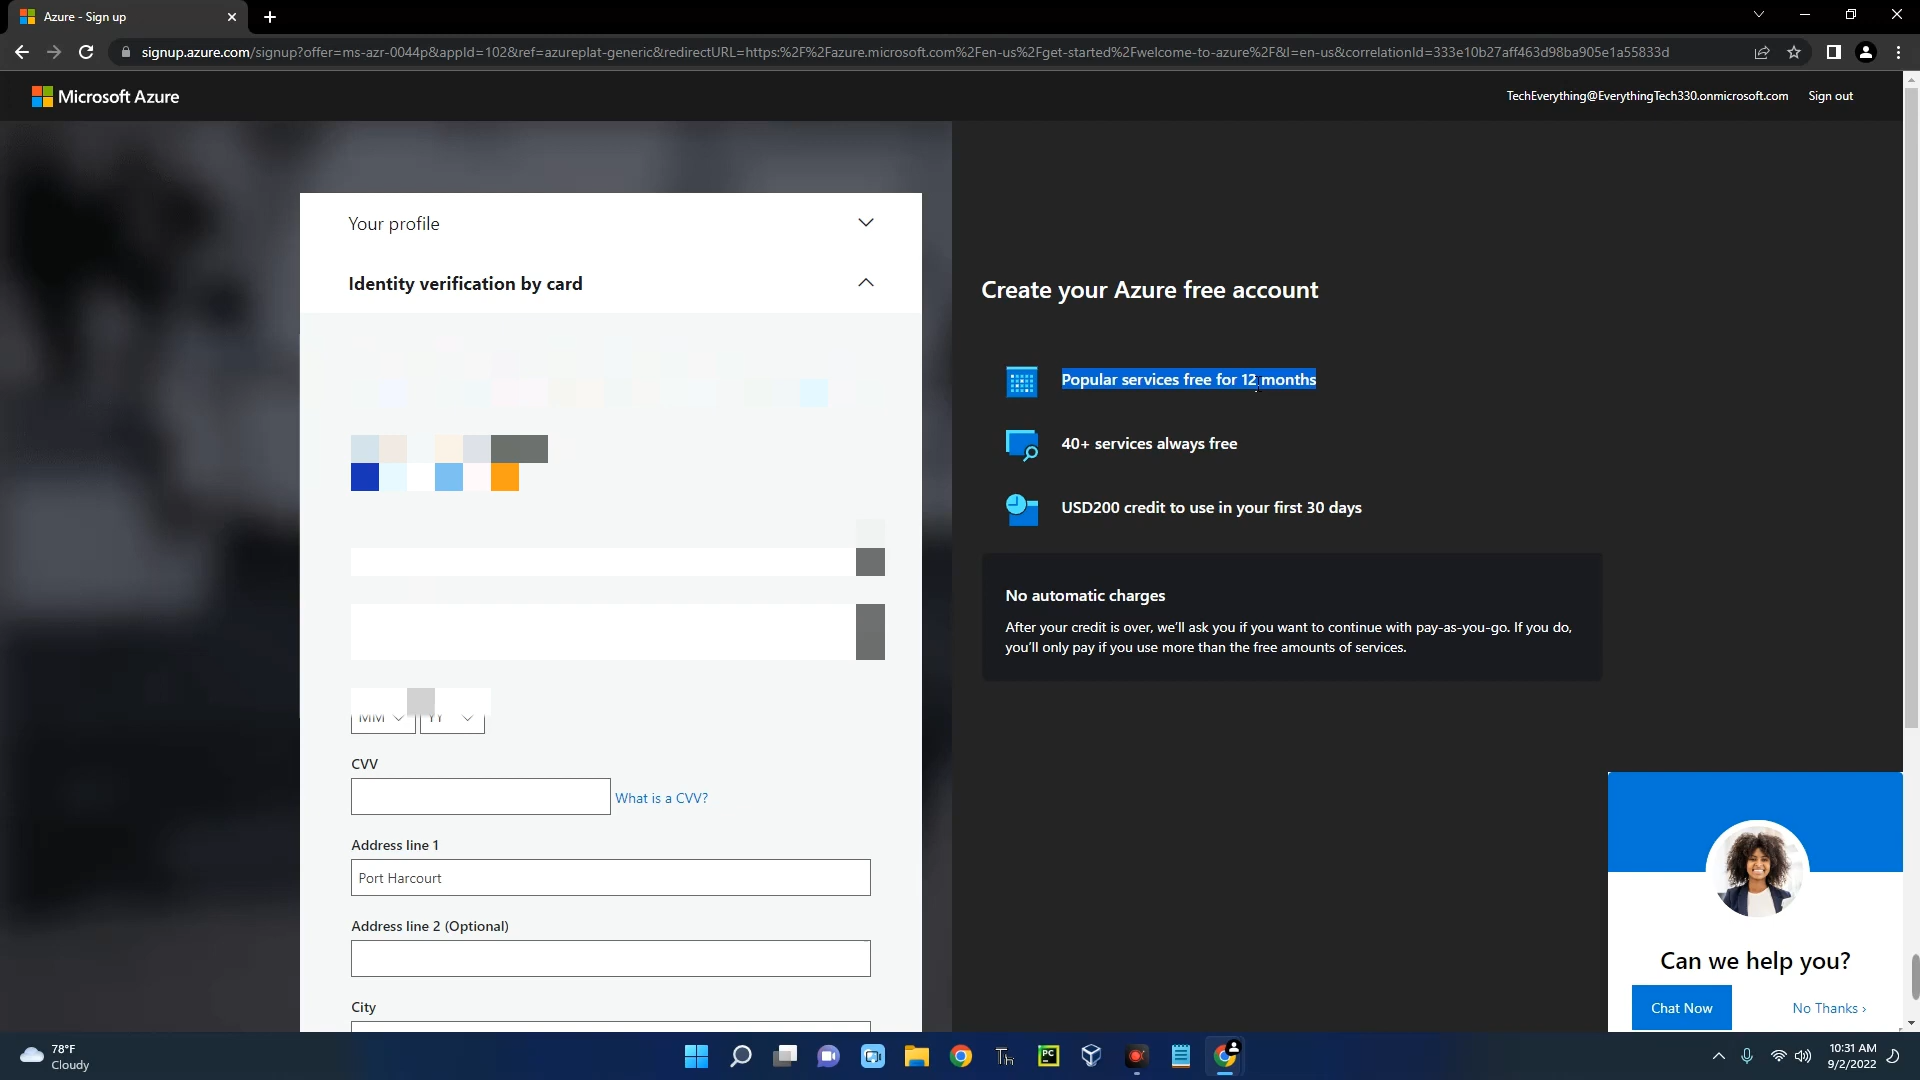 Azure - Sign up
signup.azure.com/signup?offer=ms-azr-0044p&appId=102&ref=azureplat-generic&redirectURL=https:%2F%2Fazure.microsoft.com%2Fen-us%2Fget-started%2Fwelcome-to-azure%2F&l=en-us&correlationId=333e10b27aff463d98ba905e1a55833d
Microsoft Azure
TechEverything@EverythingTech330.onmicrosoft.com Sign out
Your profile
Identity verification by card
MM YY
CVV
What is a CVV?
Address line 1
Port Harcourt
Address line 2 (Optional)
City
Create your Azure free account
Popular services free for 12 months
40+ services always free
USD200 credit to use in your first 30 days
No automatic charges
After your credit is over, we'll ask you if you want to continue with pay-as-you-go. If you do,
you'll only pay if you use more than the free amounts of services.
Can we help you?
Chat Now No Thanks ›
78°F
Cloudy
Th
PC
10:31 AM
9/2/2022